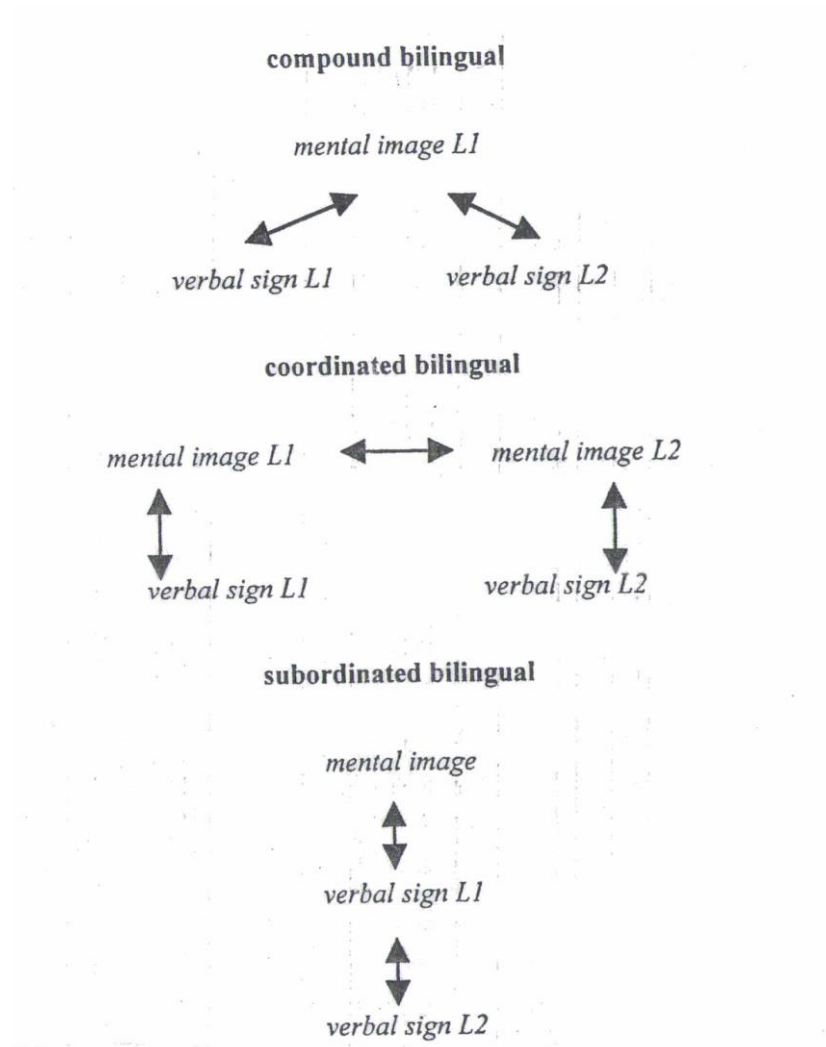 compound bilingual
mental image L1
verbal sign L1 verbal sign L2
coordinated bilingual
mental image L1 mental image L2
verbal sign L1 verbal sign L2
subordinated bilingual
mental image
verbal sign L1
verbal sign L2